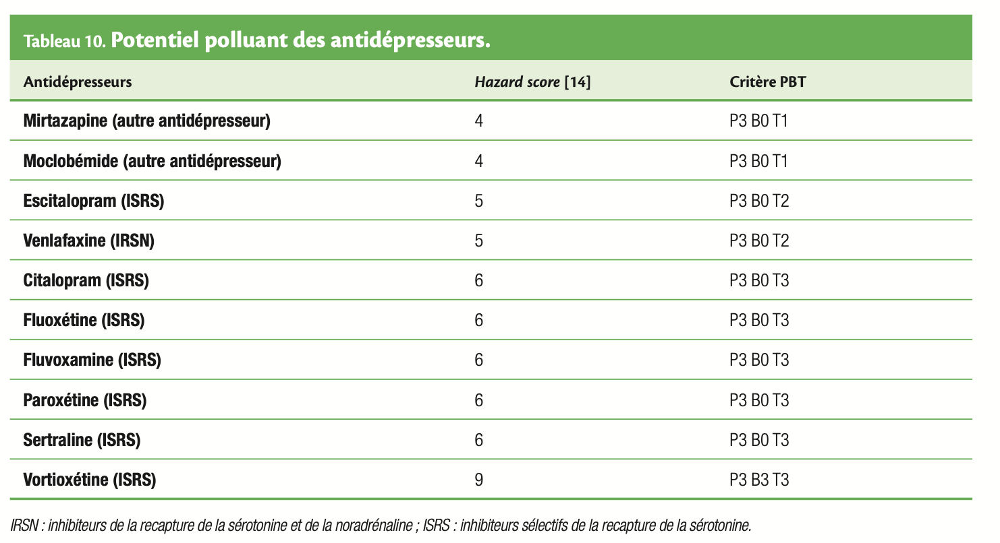 Tableau 10. Potentiel polluant des antidépresseurs.
Antidépresseurs Hazard score [14] Critère PBT
Mirtazapine (autre antidépresseur) 4 P3 B0 T1
Moclobémide (autre antidépresseur) 4 P3 B0 T1
Escitalopram (ISRS) 5 P3 B0 T2
Venlafaxine (IRSN) 5 P3 B0 T2
Citalopram (ISRS) 6 P3 B0 T3
Fluoxétine (ISRS) 6 P3 B0 T3
Fluvoxamine (ISRS) 6 P3 B0 T3
Paroxétine (ISRS) 6 P3 B0 T3
Sertraline (ISRS) 6 P3 B0 T3
Vortioxétine (ISRS) 9 P3 B3 T3
IRSN : inhibiteurs de la recapture de la sérotonine et de la noradrénaline ; ISRS : inhibiteurs sélectifs de la recapture de la sérotonine.